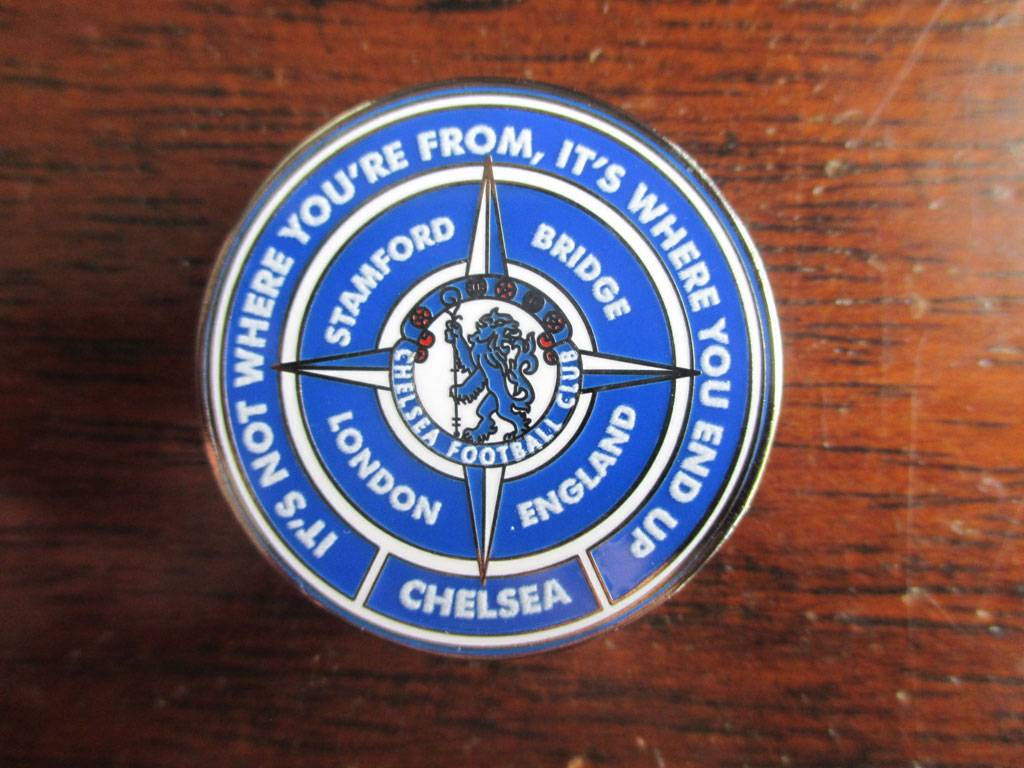 IT'S NOT WHERE YOU'RE FROM, IT'S WHERE YOU END UP
STAMFORD
BRIDGE
LONDON
ENGLAND
CHELSEA FOOTBALL CLUB
CHELSEA